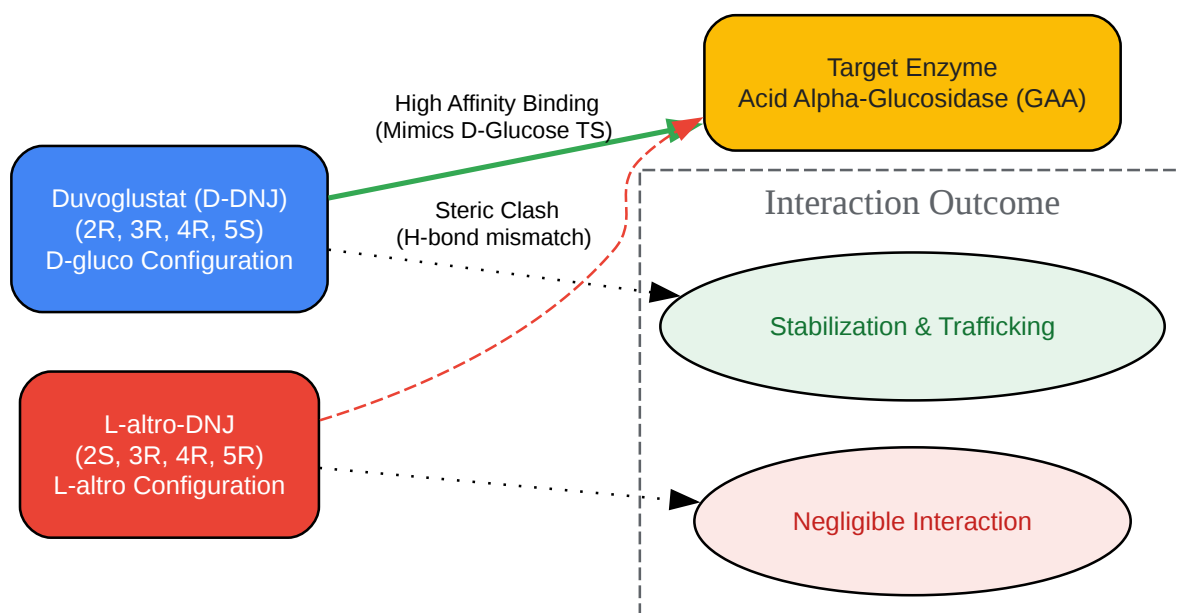 Target Enzyme
Acid Alpha-Glucosidase (GAA)
High Affinity Binding
(Mimics D-Glucose TS)
Duvoglustat (D-DNJ)
(2R, 3R, 4R, 5S)
D-gluco Configuration
Steric Clash
(H-bond mismatch)
Interaction Outcome
Stabilization & Trafficking
L-altro-DNJ
(2S, 3R, 4R, 5R)
L-altro Configuration
Negligible Interaction